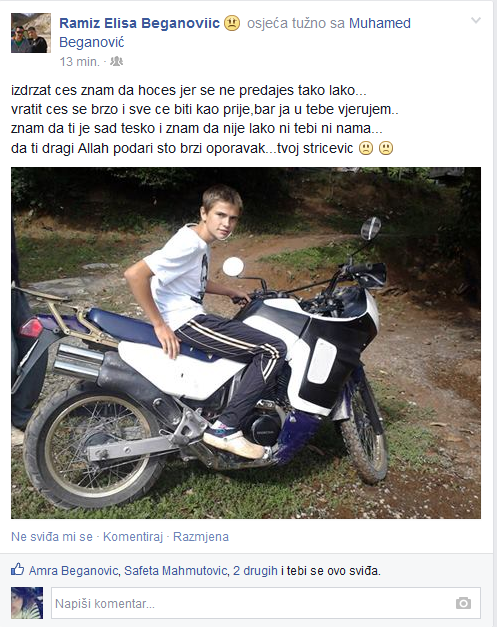 Ramiz Elisa Beganoviic osjeća tužno sa Muhamed
Beganović
13 min. ·
izdrzat ces znam da hoces jer se ne predajes tako lako...
vratit ces se brzo i sve ce biti kao prije,bar ja u tebe vjerujem..
znam da ti je sad tesko i znam da nije lako ni tebi ni nama...
da ti dragi Allah podari sto brzi oporavak...tvoj stricevic
Ne sviđa mi se · Komentiraj · Razmjena
Amra Beganovic, Safeta Mahmutovic, 2 drugih i tebi se ovo sviđa.
Napiši komentar...